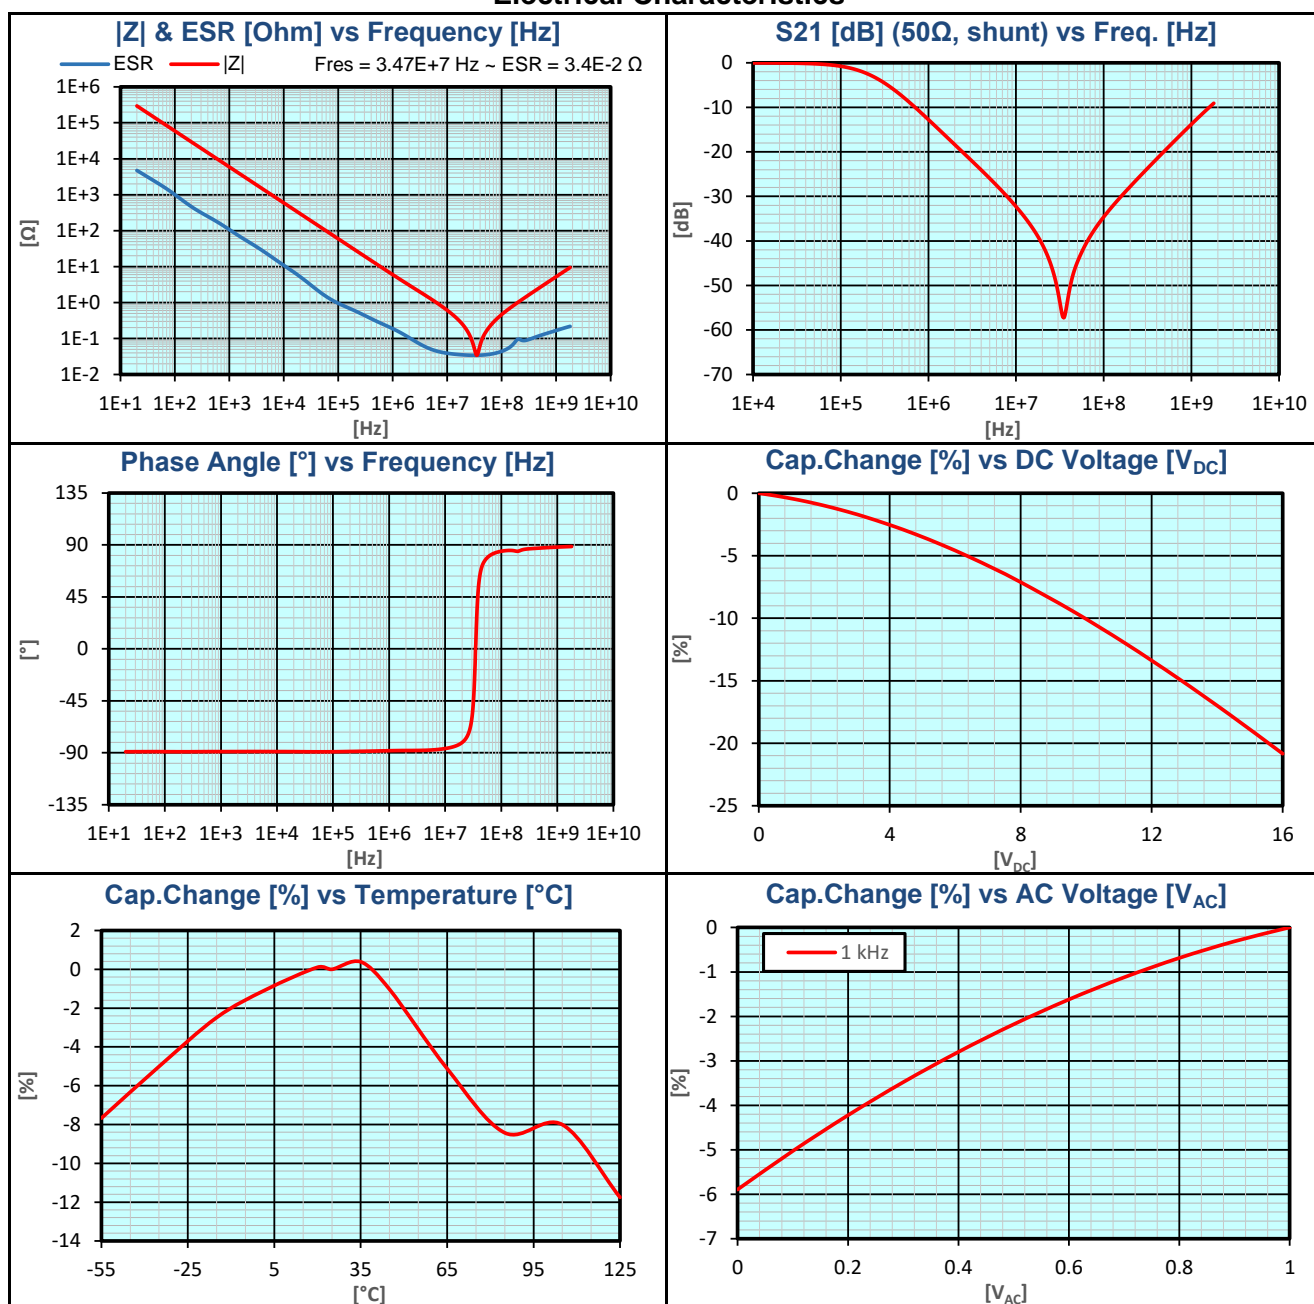 Electrical Characteristics
|Z| & ESR [Ohm] vs Frequency [Hz]
ESR |Z| Fres = 3.47E+7 Hz ~ ESR = 3.4E-2 Ω
1E+6
1E+5
1E+4
1E+3
1E+2
1E+1
1E+0
1E-1
1E-2
[Ω]
1E+1 1E+2 1E+3 1E+4 1E+5 1E+6 1E+7 1E+8 1E+9 1E+10
[Hz]
S21 [dB] (50Ω, shunt) vs Freq. [Hz]
0
-10
-20
-30
-40
-50
-60
-70
[dB]
1E+4 1E+5 1E+6 1E+7 1E+8 1E+9 1E+10
[Hz]
Phase Angle [°] vs Frequency [Hz]
135
90
45
0
-45
-90
-135
[°]
1E+1 1E+2 1E+3 1E+4 1E+5 1E+6 1E+7 1E+8 1E+9 1E+10
[Hz]
Cap.Change [%] vs DC Voltage [VDC]
0
-5
-10
-15
-20
-25
[%]
0 4 8 12 16
[VDC]
Cap.Change [%] vs Temperature [°C]
2
0
-2
-4
-6
-8
-10
-12
-14
[%]
-55 -25 5 35 65 95 125
[°C]
Cap.Change [%] vs AC Voltage [VAC]
1 kHz
0
-1
-2
-3
-4
-5
-6
-7
[%]
0 0.2 0.4 0.6 0.8 1
[VAC]